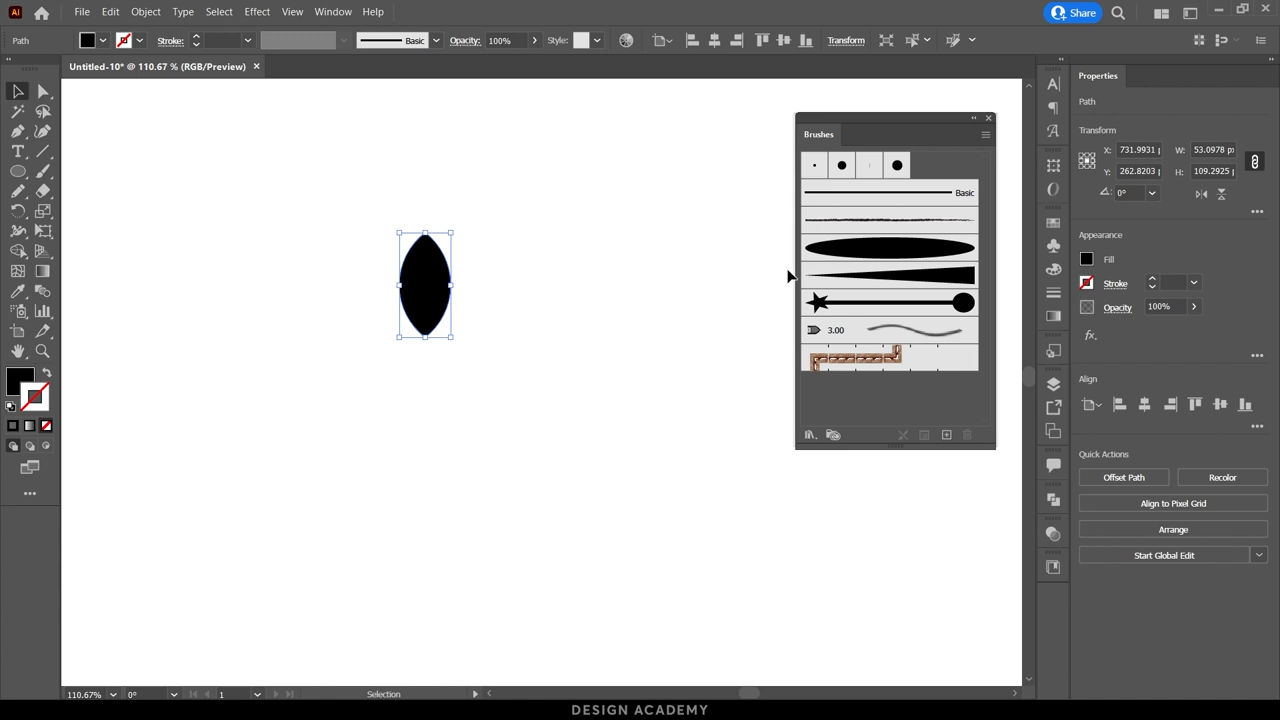 Ai File Edit Object Type Select Effect View Window Help Share
Path Stroke: Basic Opacity: 100% Style: Transform
Untitled-10* @ 110.67 % (RGB/Preview)
Properties
Path
Transform
X: 731.9931 p W: 53.0978 p
Y: 262.8203 p H: 109.2925 p
0°
Appearance
Fill
Stroke
Opacity 100%
fx.
Align
Quick Actions
Offset Path Recolor
Align to Pixel Grid
Arrange
Start Global Edit
Brushes
Basic
3.00
110.67% 0° 1 Selection
DESIGN ACADEMY